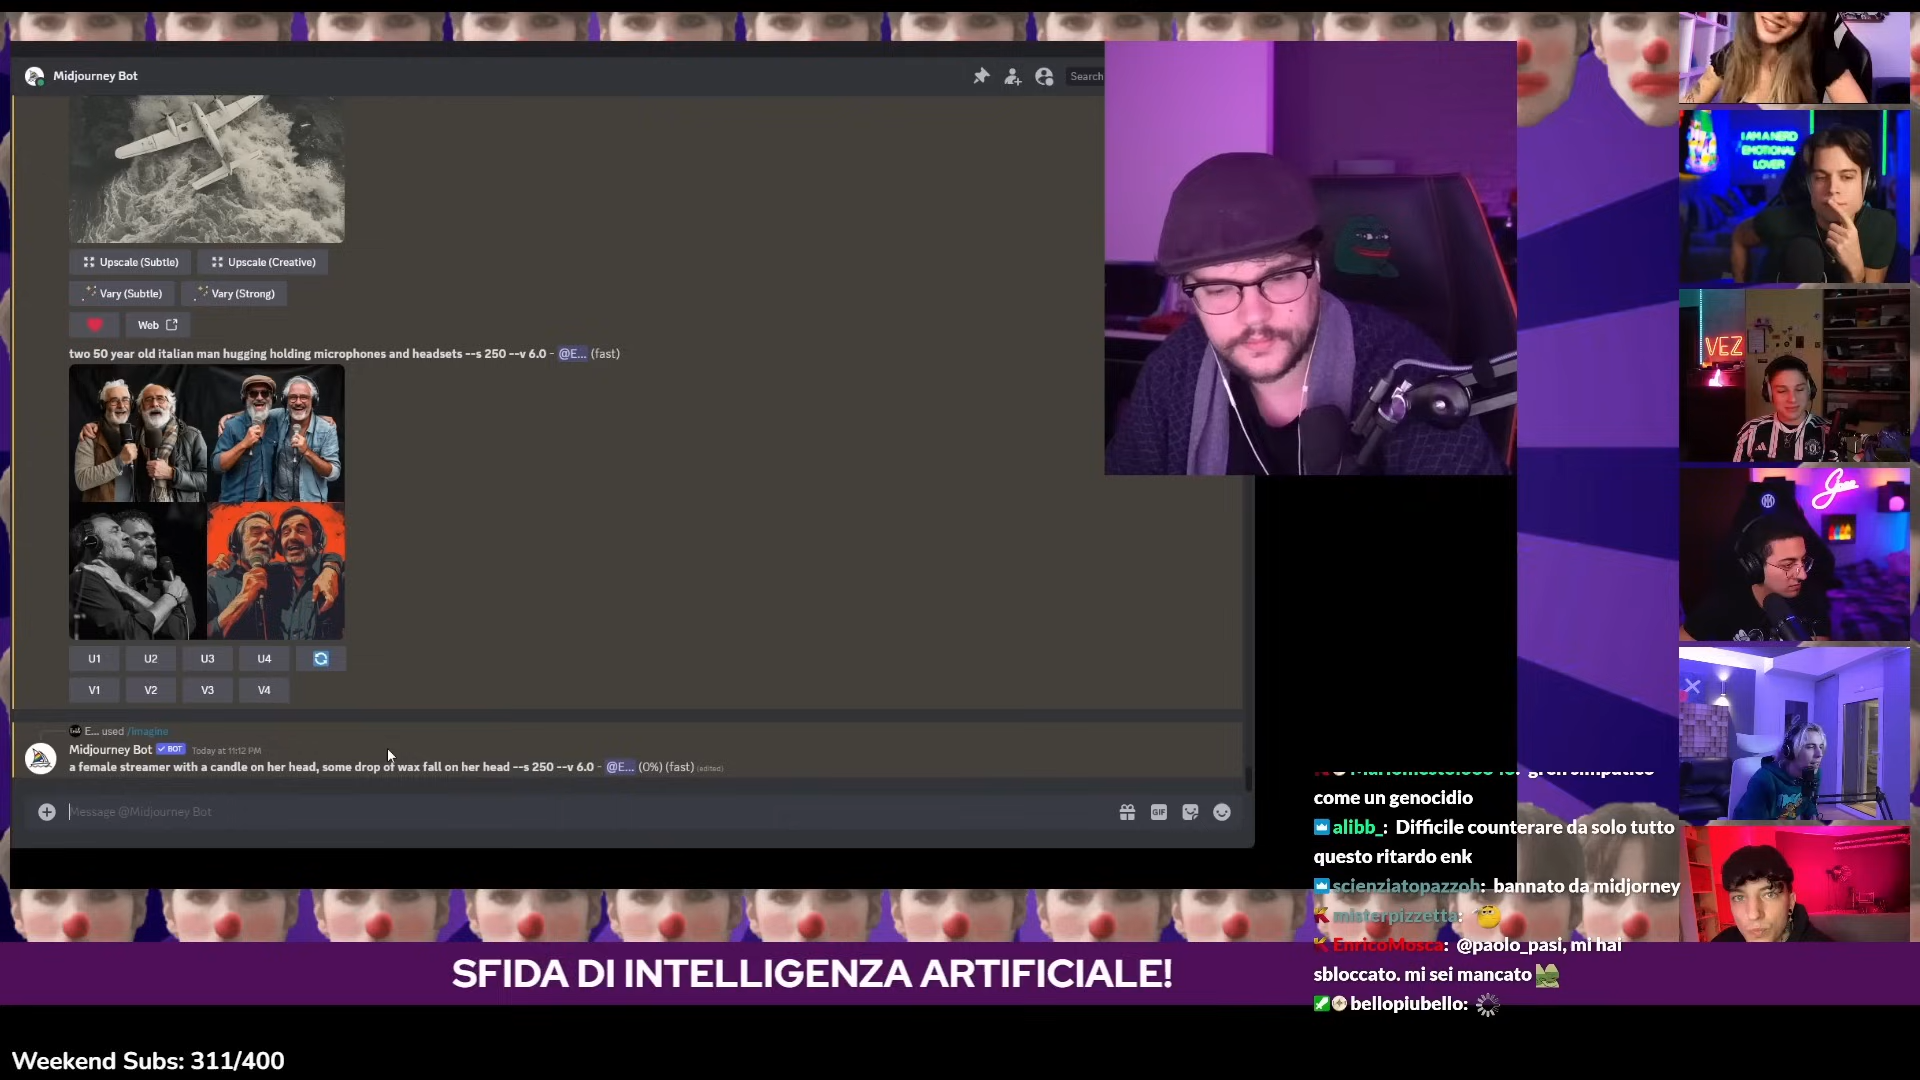 Midjourney Bot
Search
Upscale (Subtle)
Upscale (Creative)
Vary (Subtle)
Vary (Strong)
Web
two 50 year old italian man hugging holding microphones and headsets --s 250 --v 6.0 - @E... (fast)
U1
U2
U3
U4
V1
V2
V3
V4
E... used /imagine
Midjourney Bot BOT Today at 11:12 PM
a female streamer with a candle on her head, some drop of wax fall on her head --s 250 --v 6.0 - @E... (0%) (fast) (edited)
Message @Midjourney Bot
GIF
I AM A NERD
EMOTIONAL
LOVER
VEZ
come un genocidio
alibb_: Difficile counterare da solo tutto
questo ritardo enk
scienziatopazzoh: bannato da midjorney
misterpizzetta:
EnricoMosca: @paolo_pasi, mi hai
sbloccato. mi sei mancato
bellopiubello:
SFIDA DI INTELLIGENZA ARTIFICIALE!
Weekend Subs: 311/400